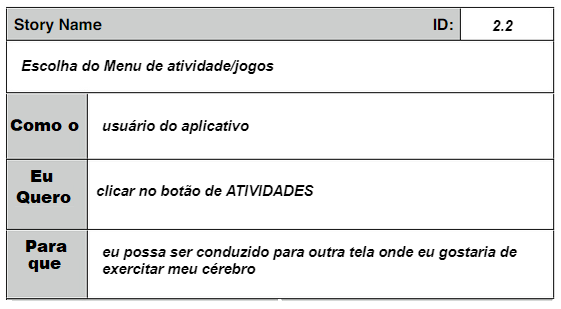 Story Name ID: 2.2
Escolha do Menu de atividade/jogos
Como o usuário do aplicativo
Eu
Quero
clicar no botão de ATIVIDADES
Para
que
eu possa ser conduzido para outra tela onde eu gostaria de
exercitar meu cérebro